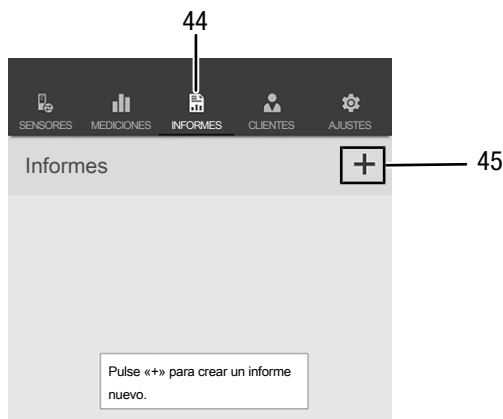 44
SENSORES MEDICIONES INFORMES CLIENTES AJUSTES
Informes
45
Pulse «+» para crear un informe
nuevo.